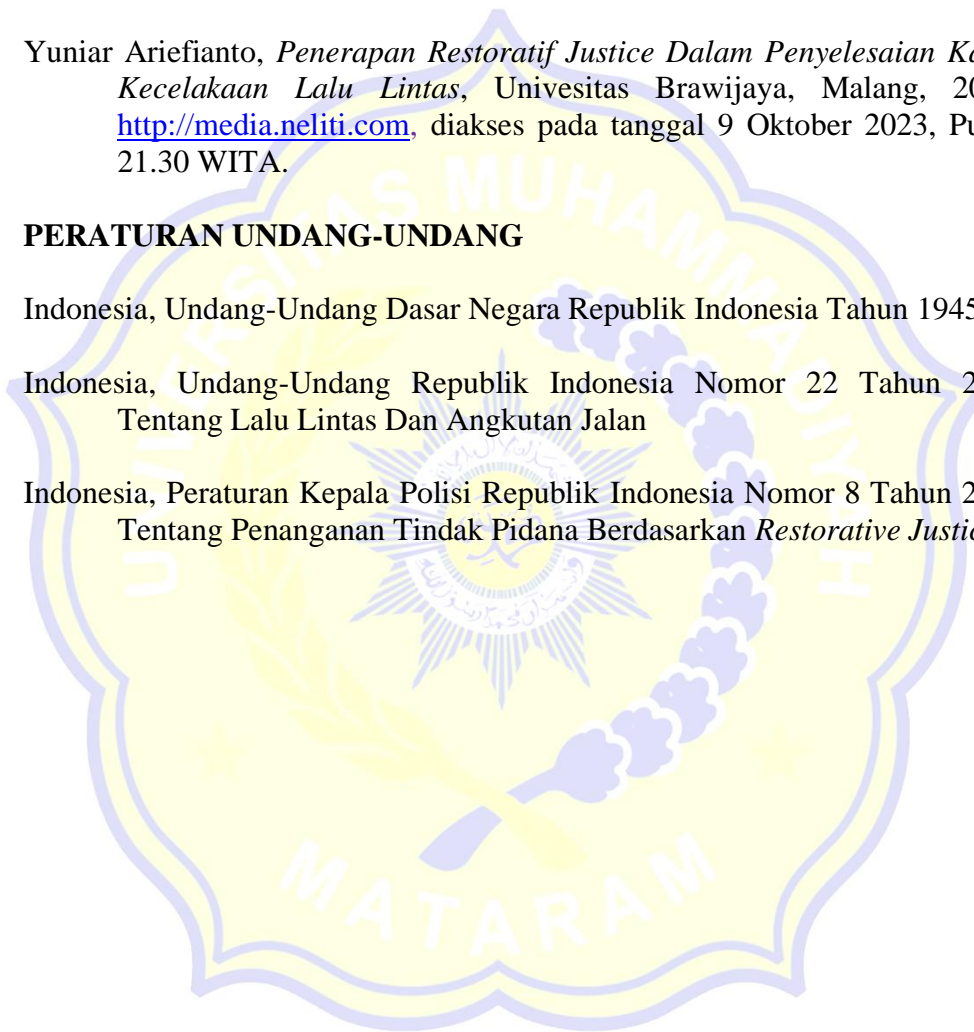 Yuniar Ariefianto, Penerapan Restoratif Justice Dalam Penyelesaian Ka
Kecelakaan Lalu Lintas, Univesitas Brawijaya, Malang, 20
http://media.neliti.com, diakses pada tanggal 9 Oktober 2023, Pu
21.30 WITA.
PERATURAN UNDANG-UNDANG
Indonesia, Undang-Undang Dasar Negara Republik Indonesia Tahun 1945
Indonesia, Undang-Undang Republik Indonesia Nomor 22 Tahun 2
Tentang Lalu Lintas Dan Angkutan Jalan
Indonesia, Peraturan Kepala Polisi Republik Indonesia Nomor 8 Tahun 2
Tentang Penanganan Tindak Pidana Berdasarkan Restorative Justic
UNIVERSITAS MUHAMMADIYAH
MATARAM